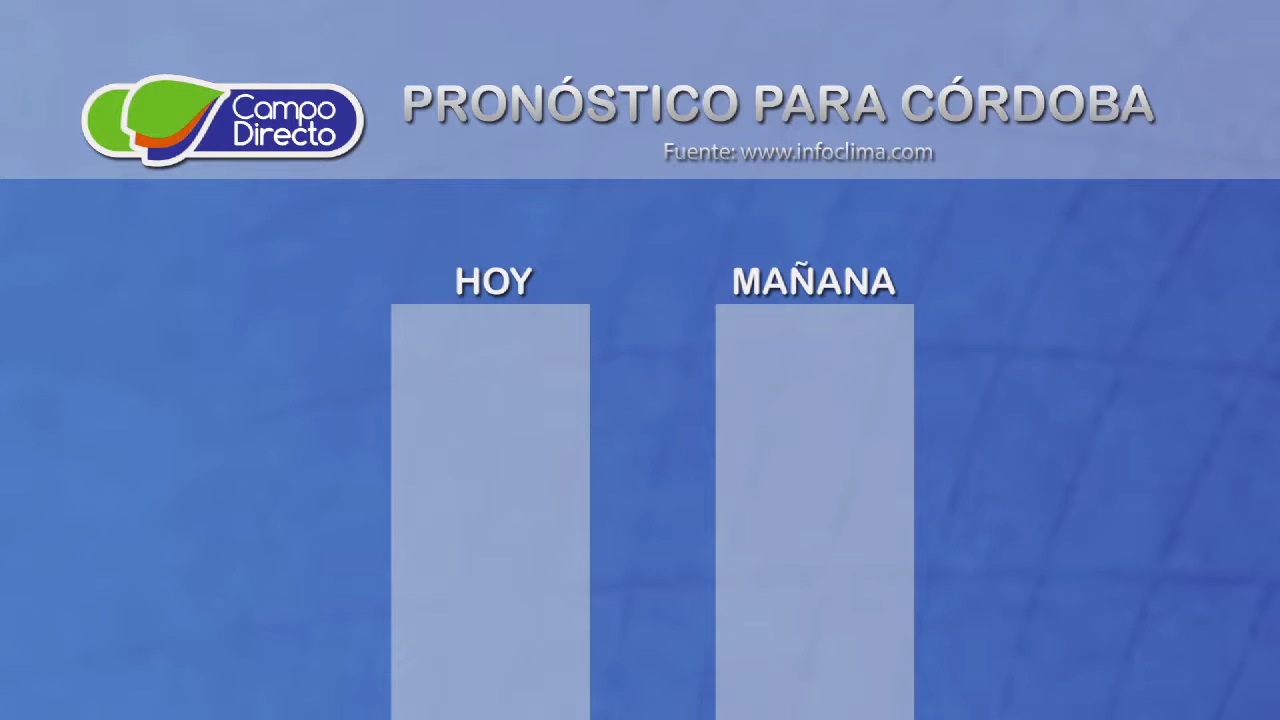 Campo
Directo
PRONÓSTICO PARA CÓRDOBA
Fuente: www.infoclima.com
HOY
MAÑANA